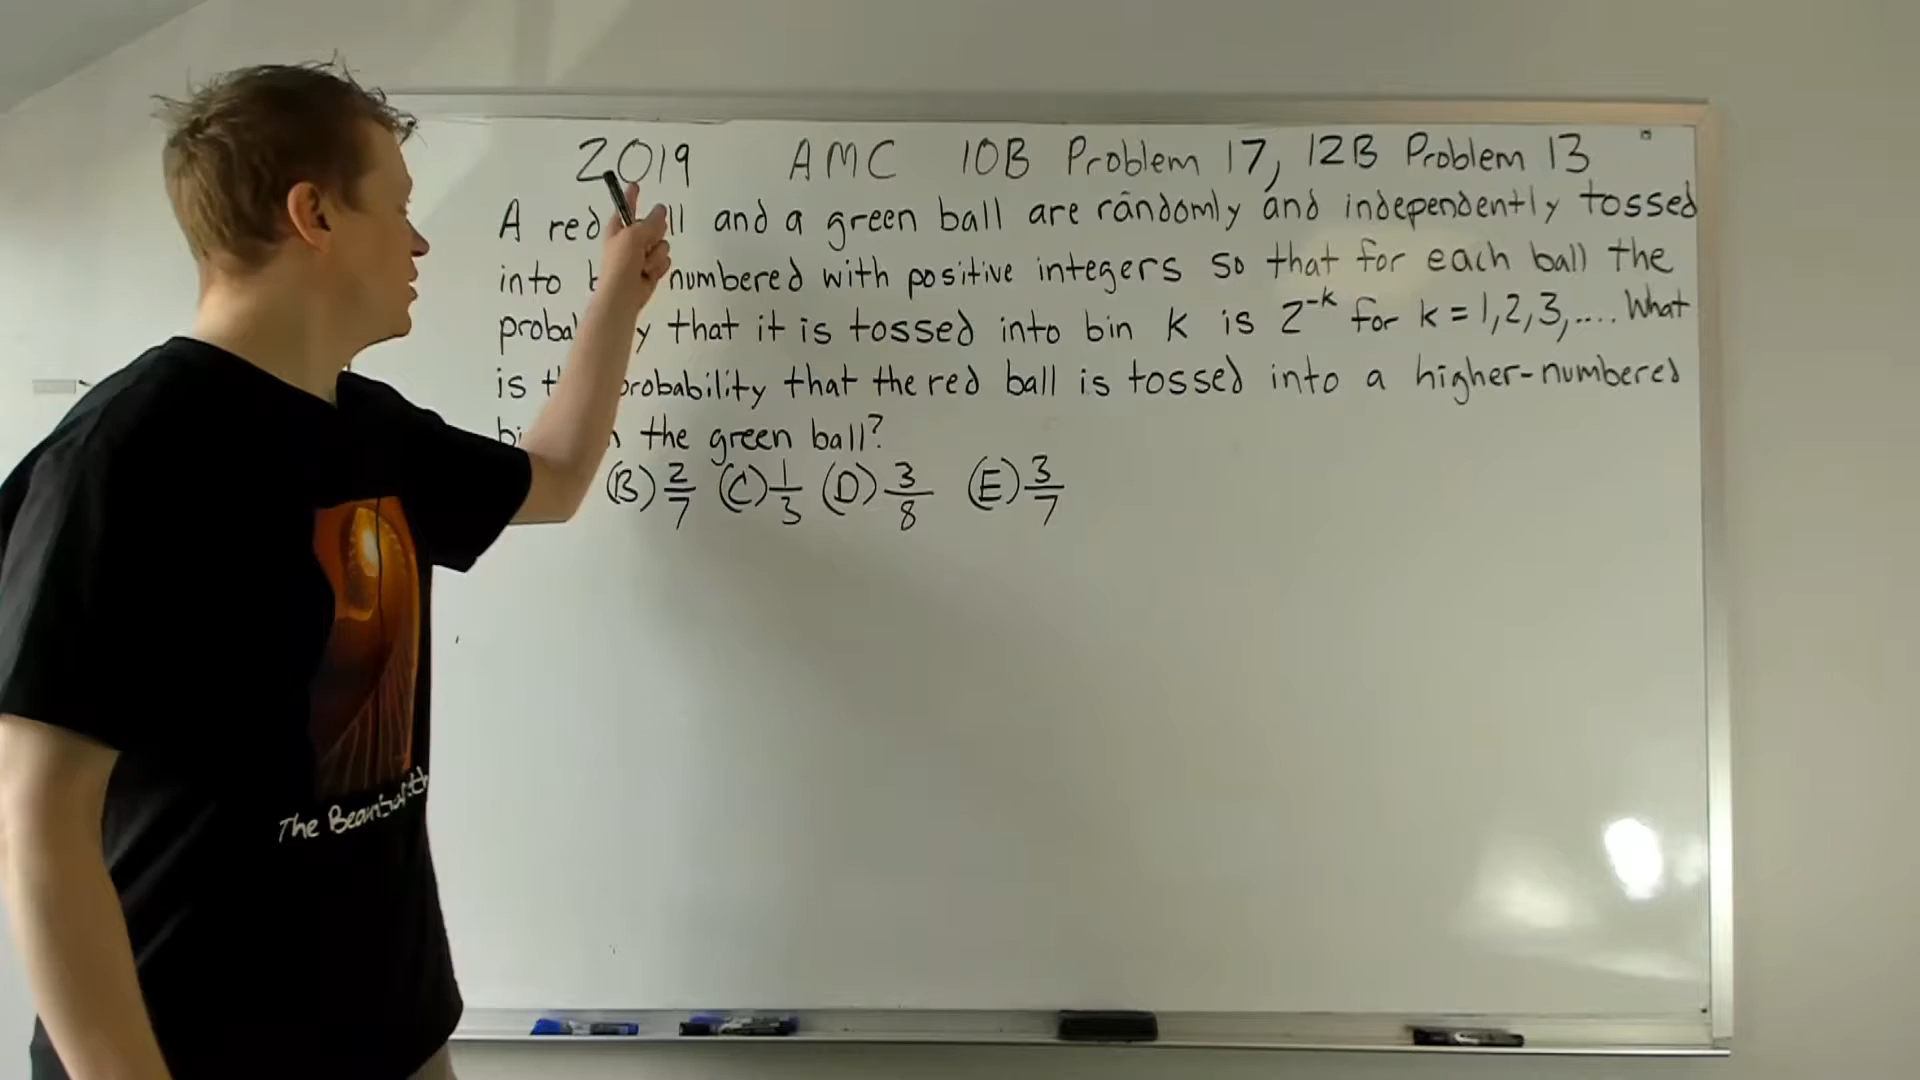 2019 AMC 10B Problem 17, 12B Problem 13
A red ll and a green ball are randomly and independently tossed
into numbered with positive integers so that for each ball the
proba y that it is tossed into bin K is 2^-k for k = 1,2,3,.... What
is probability that the red ball is tossed into a higher-numbered
the green ball?
(B) 2/7 (C) 1/3 (D) 3/8 (E) 3/7
The